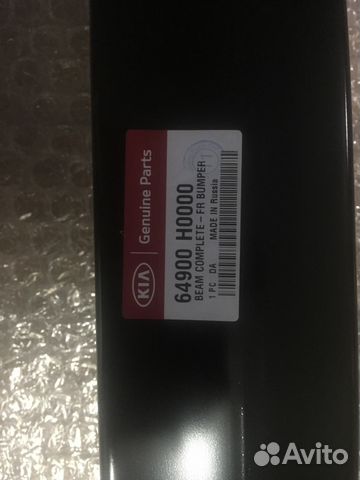 KIA
Genuine Parts
64900 H0000
BEAM COMPLETE - FR BUMPER
1 PC DA MADE IN Russia
Avito